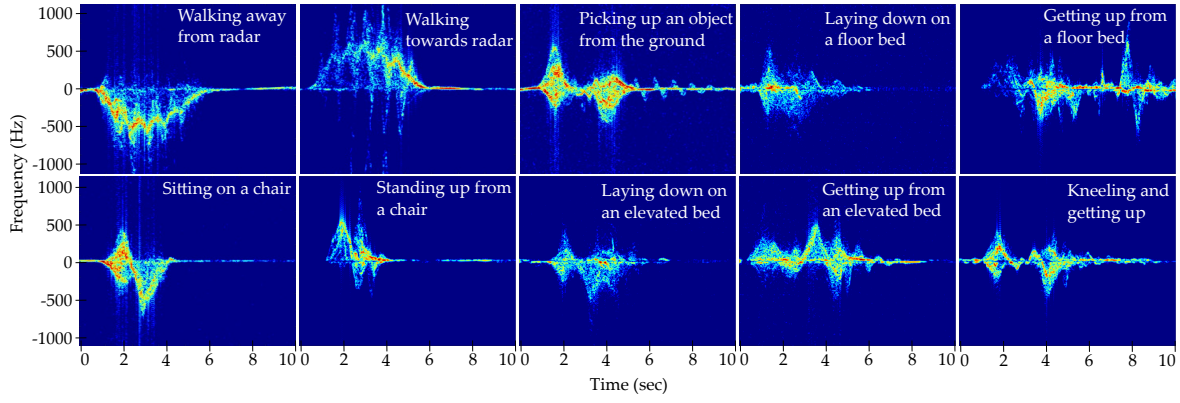 Walking away
from radar
Walking
towards radar
Picking up an object
from the ground
Laying down on
a floor bed
Getting up from
a floor bed
1000
500
0
-500
-1000
Sitting on a chair
Standing up from
a chair
Laying down on
an elevated bed
Getting up from
an elevated bed
Kneeling and
getting up
1000
500
0
500
-1000
Frequency (Hz)
0 2 4 6 8 10 0 2 4 6 8 10 0 2 4 6 8 10 0 2 4 6 8 10 0 2 4 6 8 10
Time (sec)